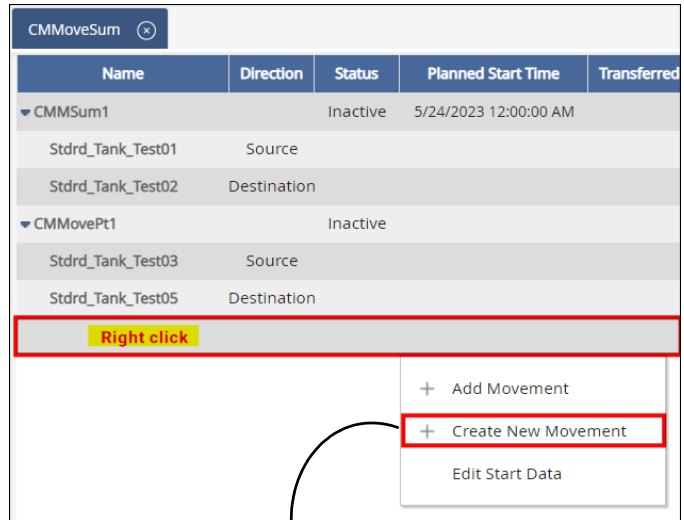 CMMoveSum
Name Direction Status Planned Start Time Transferred
CMMSum1 Inactive 5/24/2023 12:00:00 AM
Stdrd_Tank_Test01 Source
Stdrd_Tank_Test02 Destination
CMMovePt1 Inactive
Stdrd_Tank_Test03 Source
Stdrd_Tank_Test05 Destination
Right click
+ Add Movement
+ Create New Movement
Edit Start Data